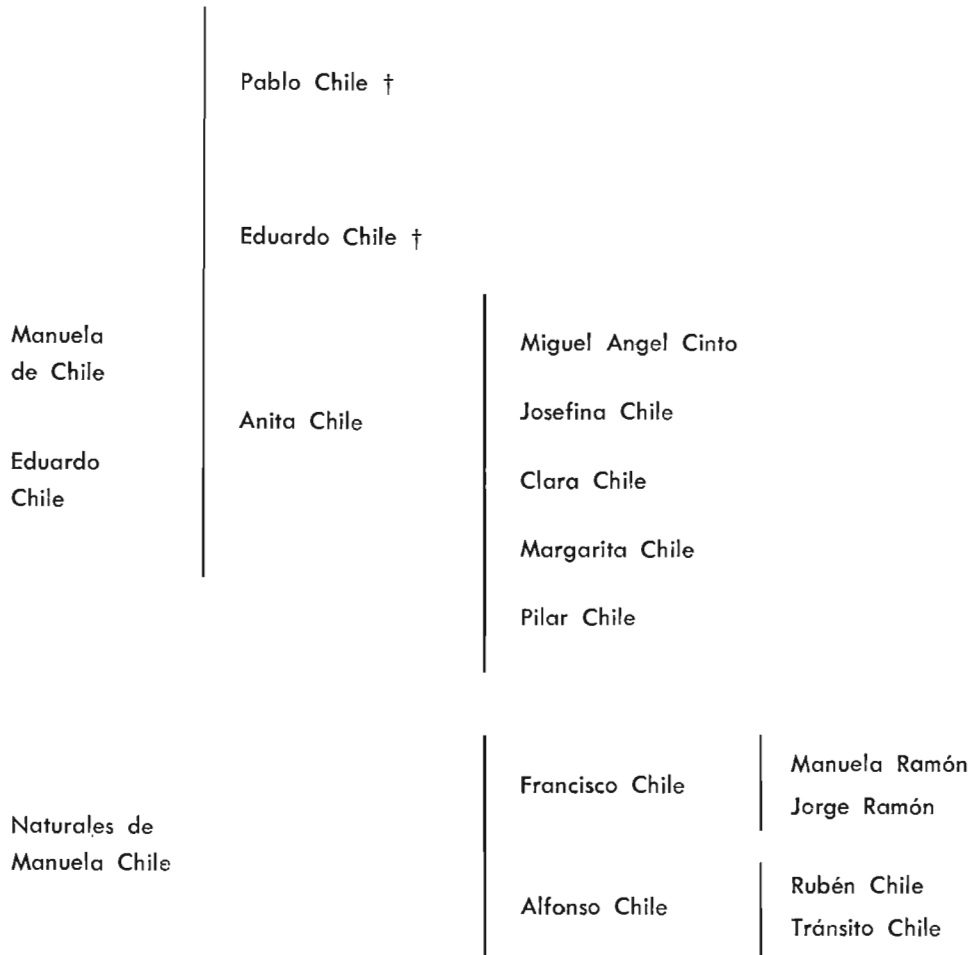 Pablo Chile †
Eduardo Chile †
Manuela
de Chile
Eduardo
Chile
Anita Chile
Miguel Angel Cinto
Josefina Chile
Clara Chile
Margarita Chile
Pilar Chile
Naturales de
Manuela Chile
Francisco Chile
Manuela Ramón
Jorge Ramón
Alfonso Chile
Rubén Chile
Tránsito Chile